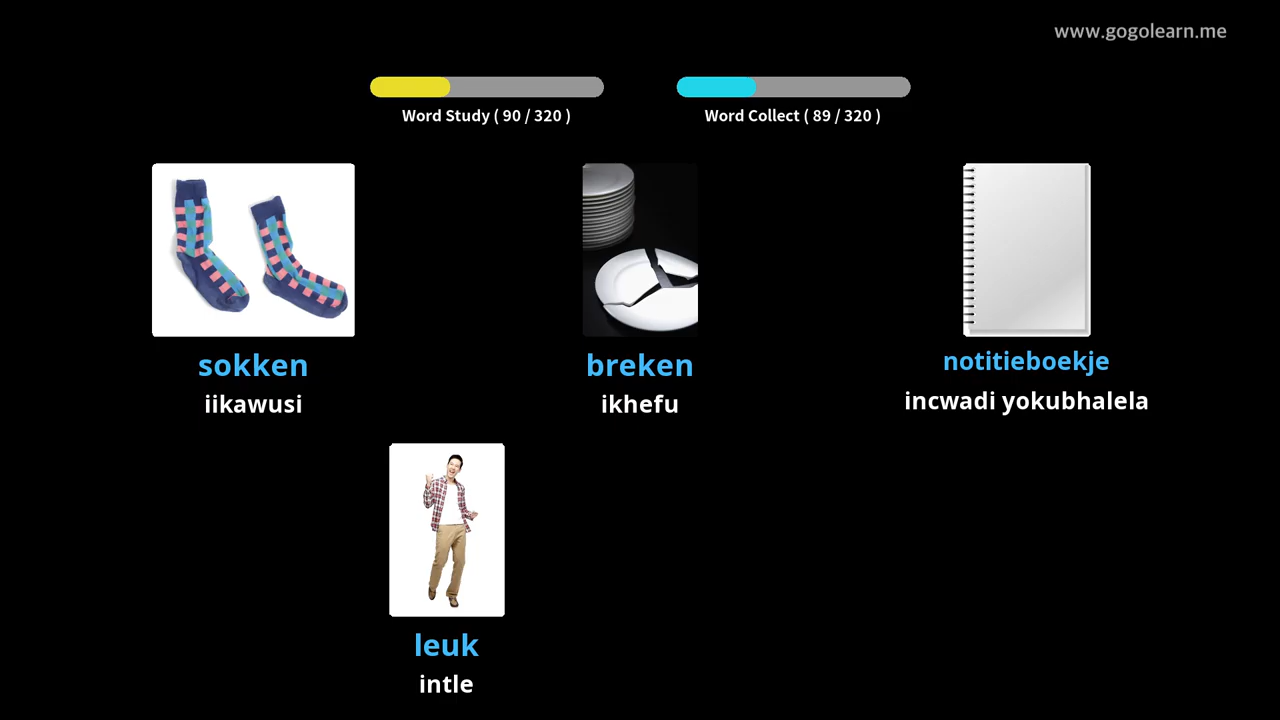 www.gogolearn.me
Word Study ( 90 / 320 )
Word Collect ( 89 / 320 )
sokken
iikawusi
breken
ikhefu
notitieboekje
incwadi yokubhalela
leuk
intle